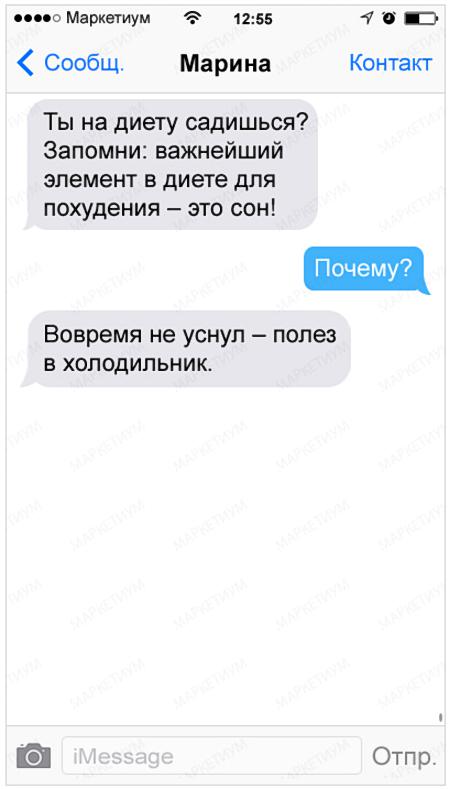 Маркетиум 12:55
Сообщ. Марина Контакт
Ты на диету садишься?
Запомни: важнейший
элемент в диете для
похудения – это сон!
Почему?
Вовремя не уснул – полез
в холодильник.
iMessage Отпр.
МАРКЕТИУМ